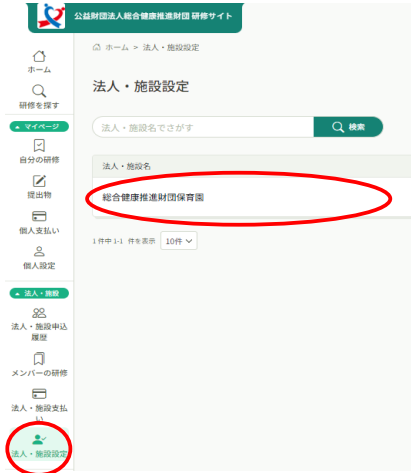 公益財団法人総合健康推進財団 研修サイト
ホーム > 法人・施設設定
ホーム
法人・施設設定
研修を探す
法人・施設名でさがす
検索
マイページ
自分の研修
法人・施設名
提出物
総合健康推進財団保育園
個人支払い
1 件中 1-1 件を表示 10件
個人設定
法人・施設
法人・施設申込
履歴
メンバーの研修
法人・施設支払
い
法人・施設設定